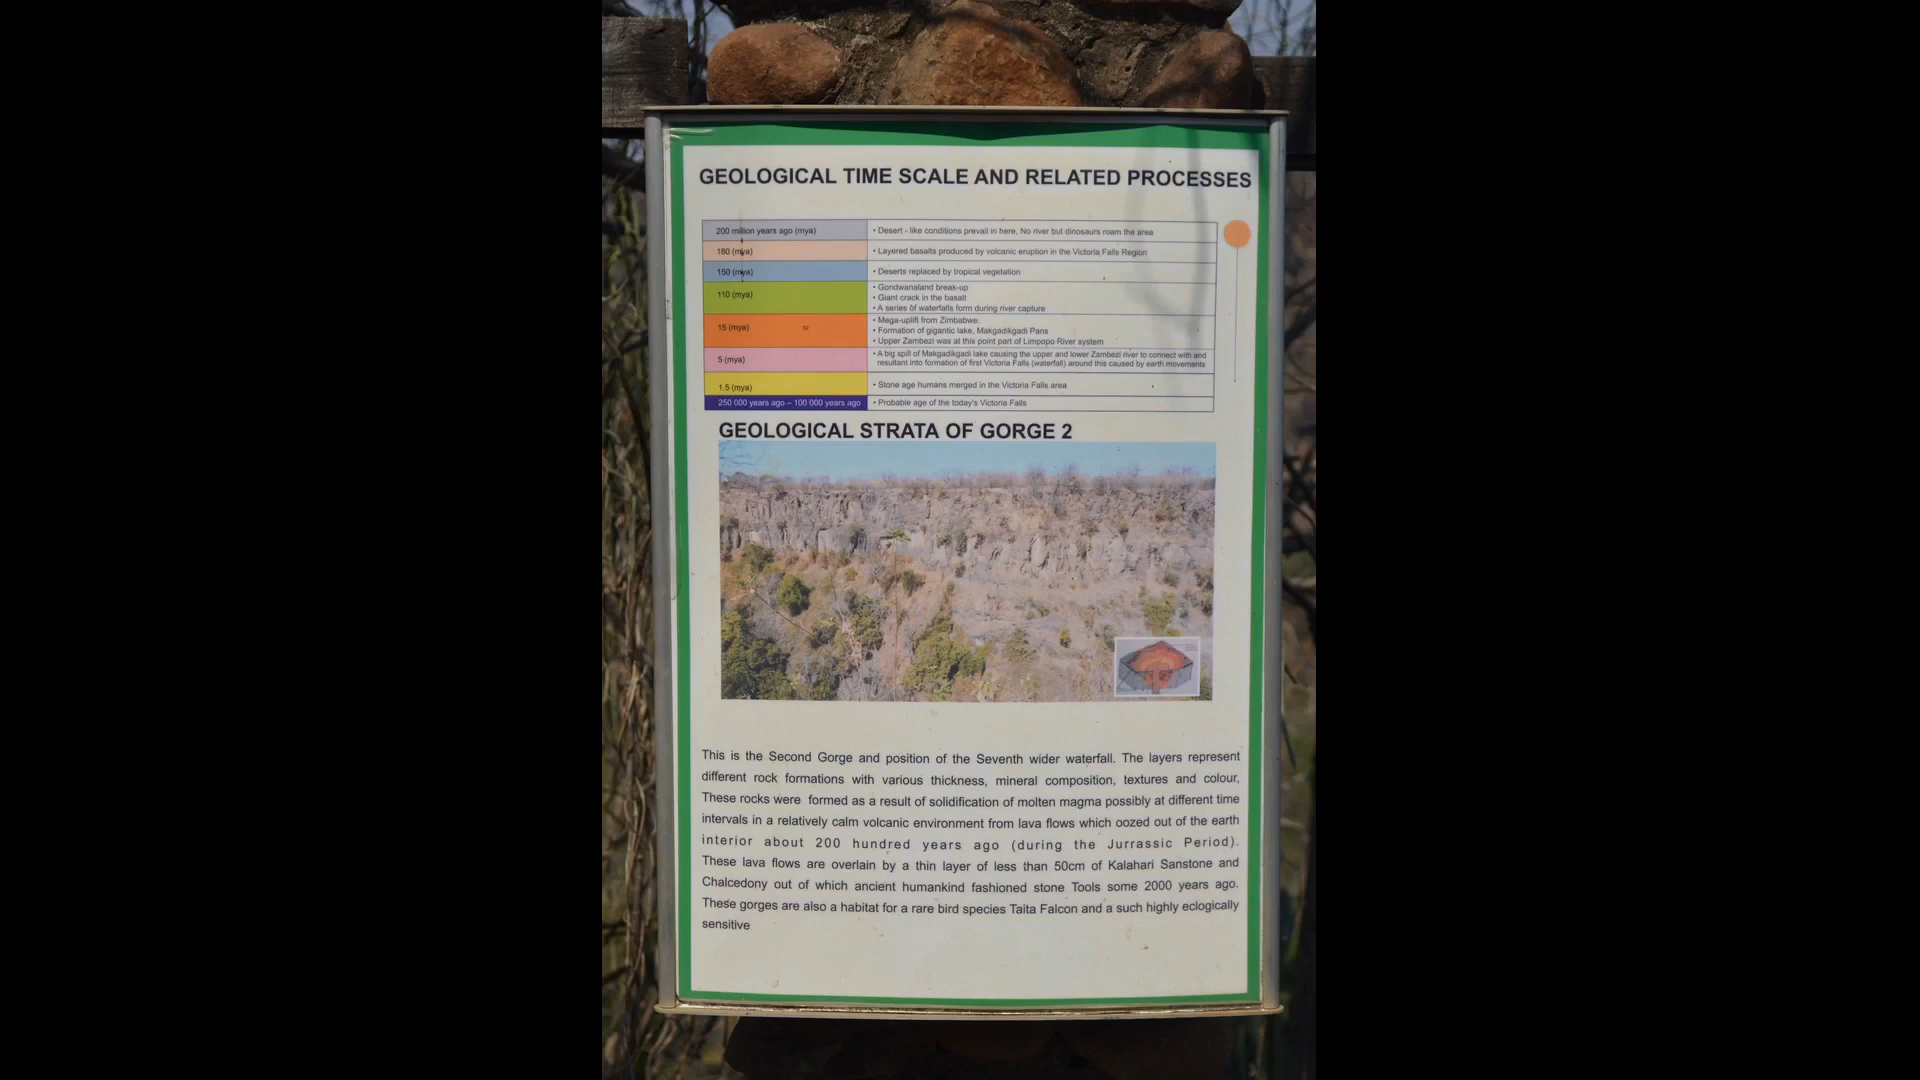 GEOLOGICAL TIME SCALE AND RELATED PROCESSES
200 million years ago (mya)
• Desert - like conditions prevail in here, No river but dinosaurs roam the area
180 (mya)
• Layered basalts produced by volcanic eruption in the Victoria Falls Region
150 (mya)
• Deserts replaced by tropical vegetation
110 (mya)
• Gondwanaland break-up
• Giant crack in the basalt
• A series of waterfalls form during river capture
15 (mya)
• Mega-uplift from Zimbabwe.
• Formation of gigantic lake, Makgadikgadi Pans
• Upper Zambezi was at this point part of Limpopo River system
5 (mya)
• A big spill of Makgadikgadi lake causing the upper and lower Zambezi river to connect with and
resultant into formation of first Victoria Falls (waterfall) around this caused by earth movements
1.5 (mya)
• Stone age humans merged in the Victoria Falls area
250 000 years ago – 100 000 years ago
• Probable age of the today's Victoria Falls
GEOLOGICAL STRATA OF GORGE 2
This is the Second Gorge and position of the Seventh wider waterfall. The layers represent
different rock formations with various thickness, mineral composition, textures and colour,
These rocks were formed as a result of solidification of molten magma possibly at different time
intervals in a relatively calm volcanic environment from lava flows which oozed out of the earth
interior about 200 hundred years ago (during the Jurrassic Period).
These lava flows are overlain by a thin layer of less than 50cm of Kalahari Sanstone and
Chalcedony out of which ancient humankind fashioned stone Tools some 2000 years ago.
These gorges are also a habitat for a rare bird species Taita Falcon and a such highly eclogically
sensitive